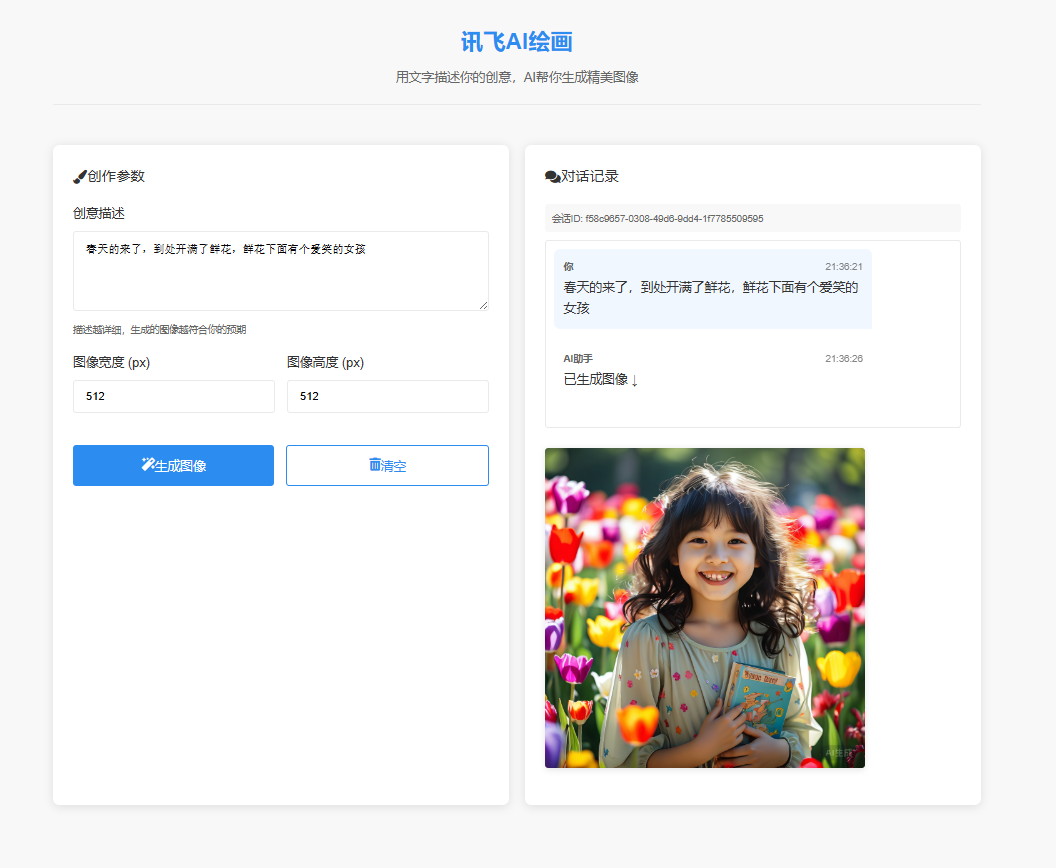 讯飞AI绘画
用文字描述你的创意，AI帮你生成精美图像
创作参数
创意描述
春天的来了，到处开满了鲜花，鲜花下面有个爱笑的女孩
描述越详细，生成的图像越符合你的预期
图像宽度 (px)
图像高度 (px)
512
512
生成图像
清空
对话记录
会话ID: f58c9657-0308-49d6-9dd4-1f7785509595
你
21:36:21
春天的来了，到处开满了鲜花，鲜花下面有个爱笑的
女孩
AI助手
21:36:26
已生成图像 ↓
AI生成